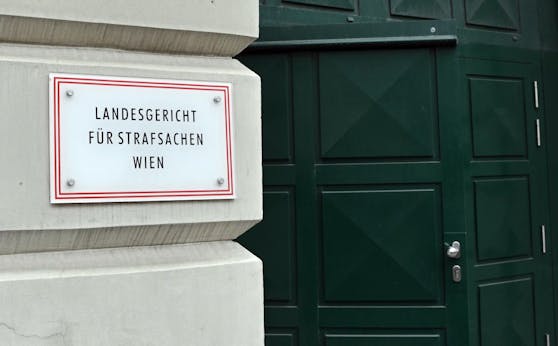 LANDESGERICHT
FÜR STRAFSACHEN
WIEN